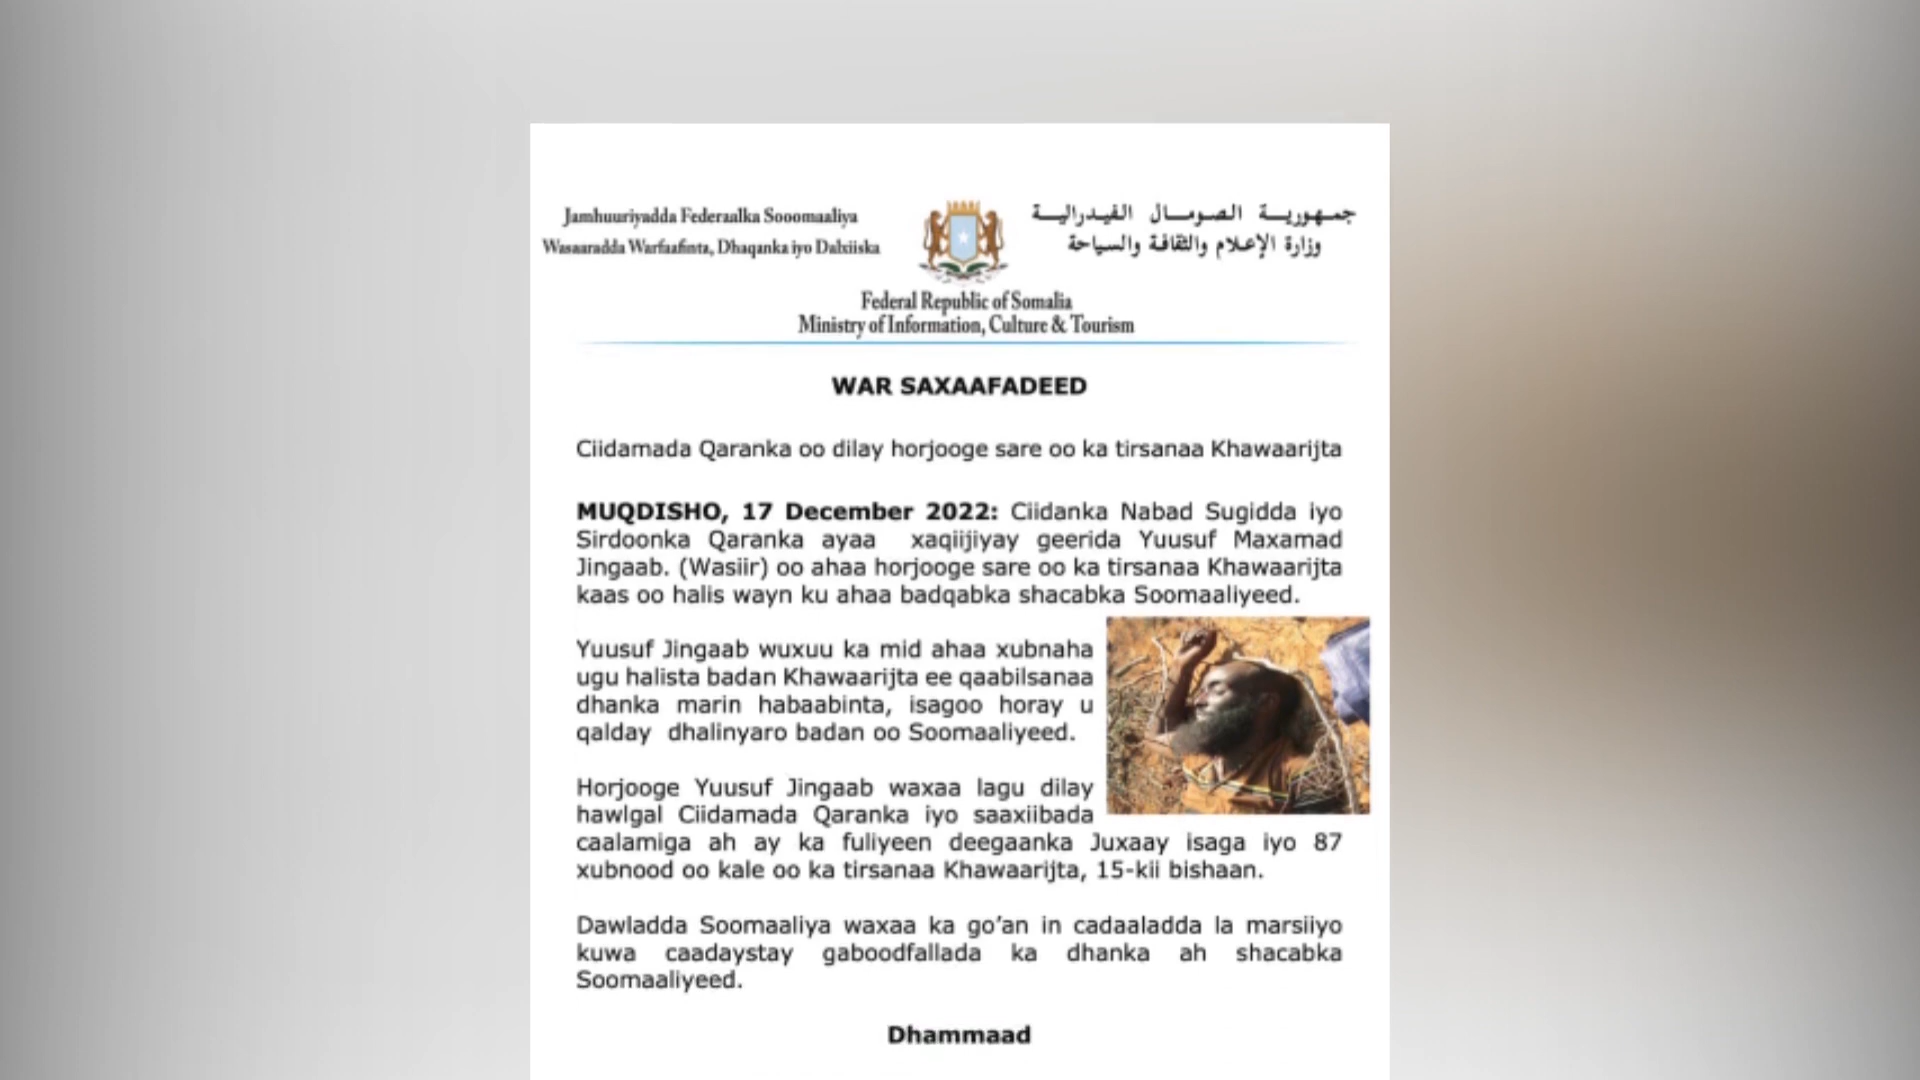 Jamhuuriyadda Federaalka Sooomaaliya
Wasaaradda Warfaafinta, Dhaqanka iyo Dalxiiska
جمهورية الصومال الفيدرالية
وزارة الإعلام والثقافة والسياحة
Federal Republic of Somalia
Ministry of Information, Culture & Tourism
WAR SAXAAFADEED
Ciidamada Qaranka oo dilay horjooge sare oo ka tirsanaa Khawaarijta
MUQDISHO, 17 December 2022: Ciidanka Nabad Sugidda iyo
Sirdoonka Qaranka ayaa xaqiijiyay geerida Yuusuf Maxamad
Jingaab. (Wasiir) oo ahaa horjooge sare oo ka tirsanaa Khawaarijta
kaas oo halis wayn ku ahaa badqabka shacabka Soomaaliyeed.
Yuusuf Jingaab wuxuu ka mid ahaa xubnaha
ugu halista badan Khawaarijta ee qaabilsanaa
dhanka marin habaabinta, isagoo horay u
qalday dhalinyaro badan oo Soomaaliyeed.
Horjooge Yuusuf Jingaab waxaa lagu dilay
hawlgal Ciidamada Qaranka iyo saaxiibada
caalamiga ah ay ka fuliyeen deegaanka Juxaay isaga iyo 87
xubnood oo kale oo ka tirsanaa Khawaarijta, 15-kii bishaan.
Dawladda Soomaaliya waxaa ka go’an in cadaaladda la marsiiyo
kuwa caadaystay gaboodfallada ka dhanka ah shacabka
Soomaaliyeed.
Dhammaad